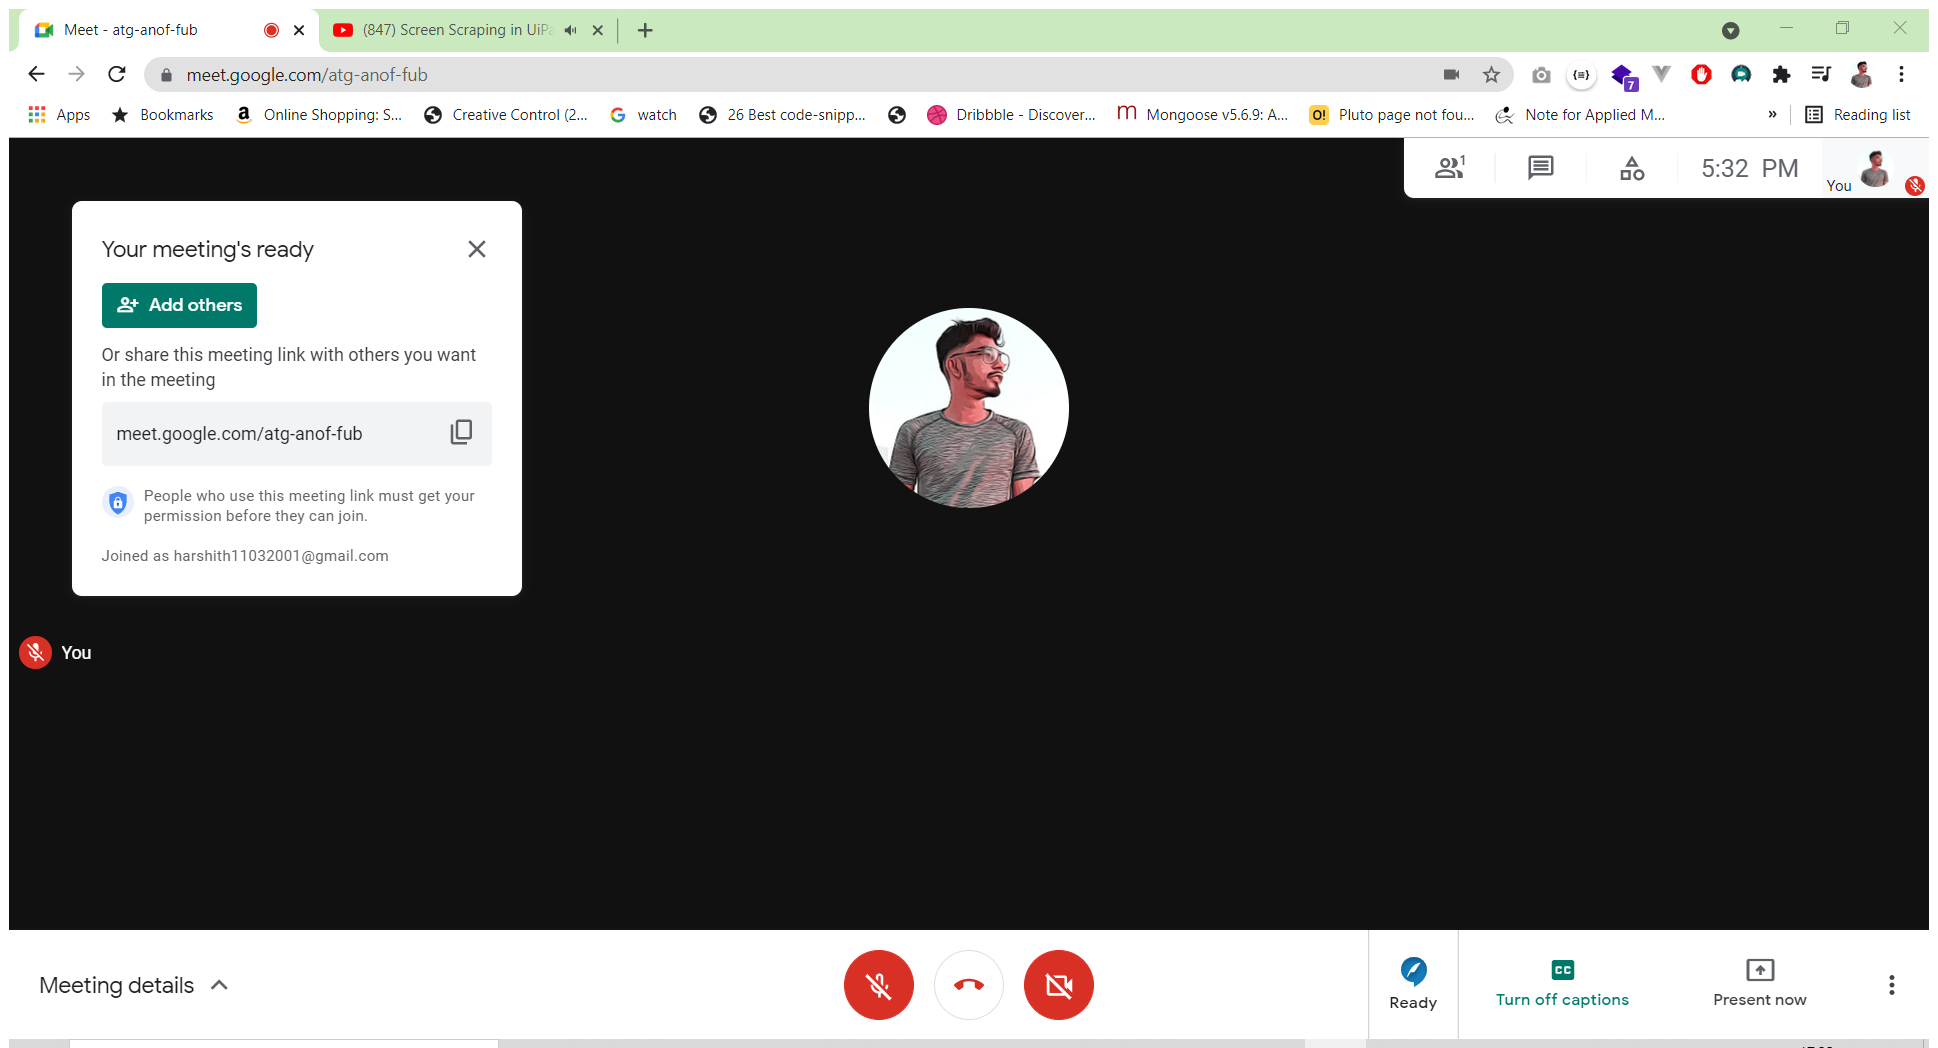 Meet - atg-anof-fub
(847) Screen Scraping in UiPa
meet.google.com/atg-anof-fub
7
Apps Bookmarks Online Shopping: S... Creative Control (2... watch 26 Best code-snipp... Dribbble - Discover... Mongoose v5.6.9: A... O! Pluto page not fou... Note for Applied M... » Reading list
1 5:32 PM You
Your meeting's ready
Add others
Or share this meeting link with others you want
in the meeting
meet.google.com/atg-anof-fub
People who use this meeting link must get your
permission before they can join.
Joined as harshith11032001@gmail.com
You
Meeting details
Ready
CC
Turn off captions
Present now